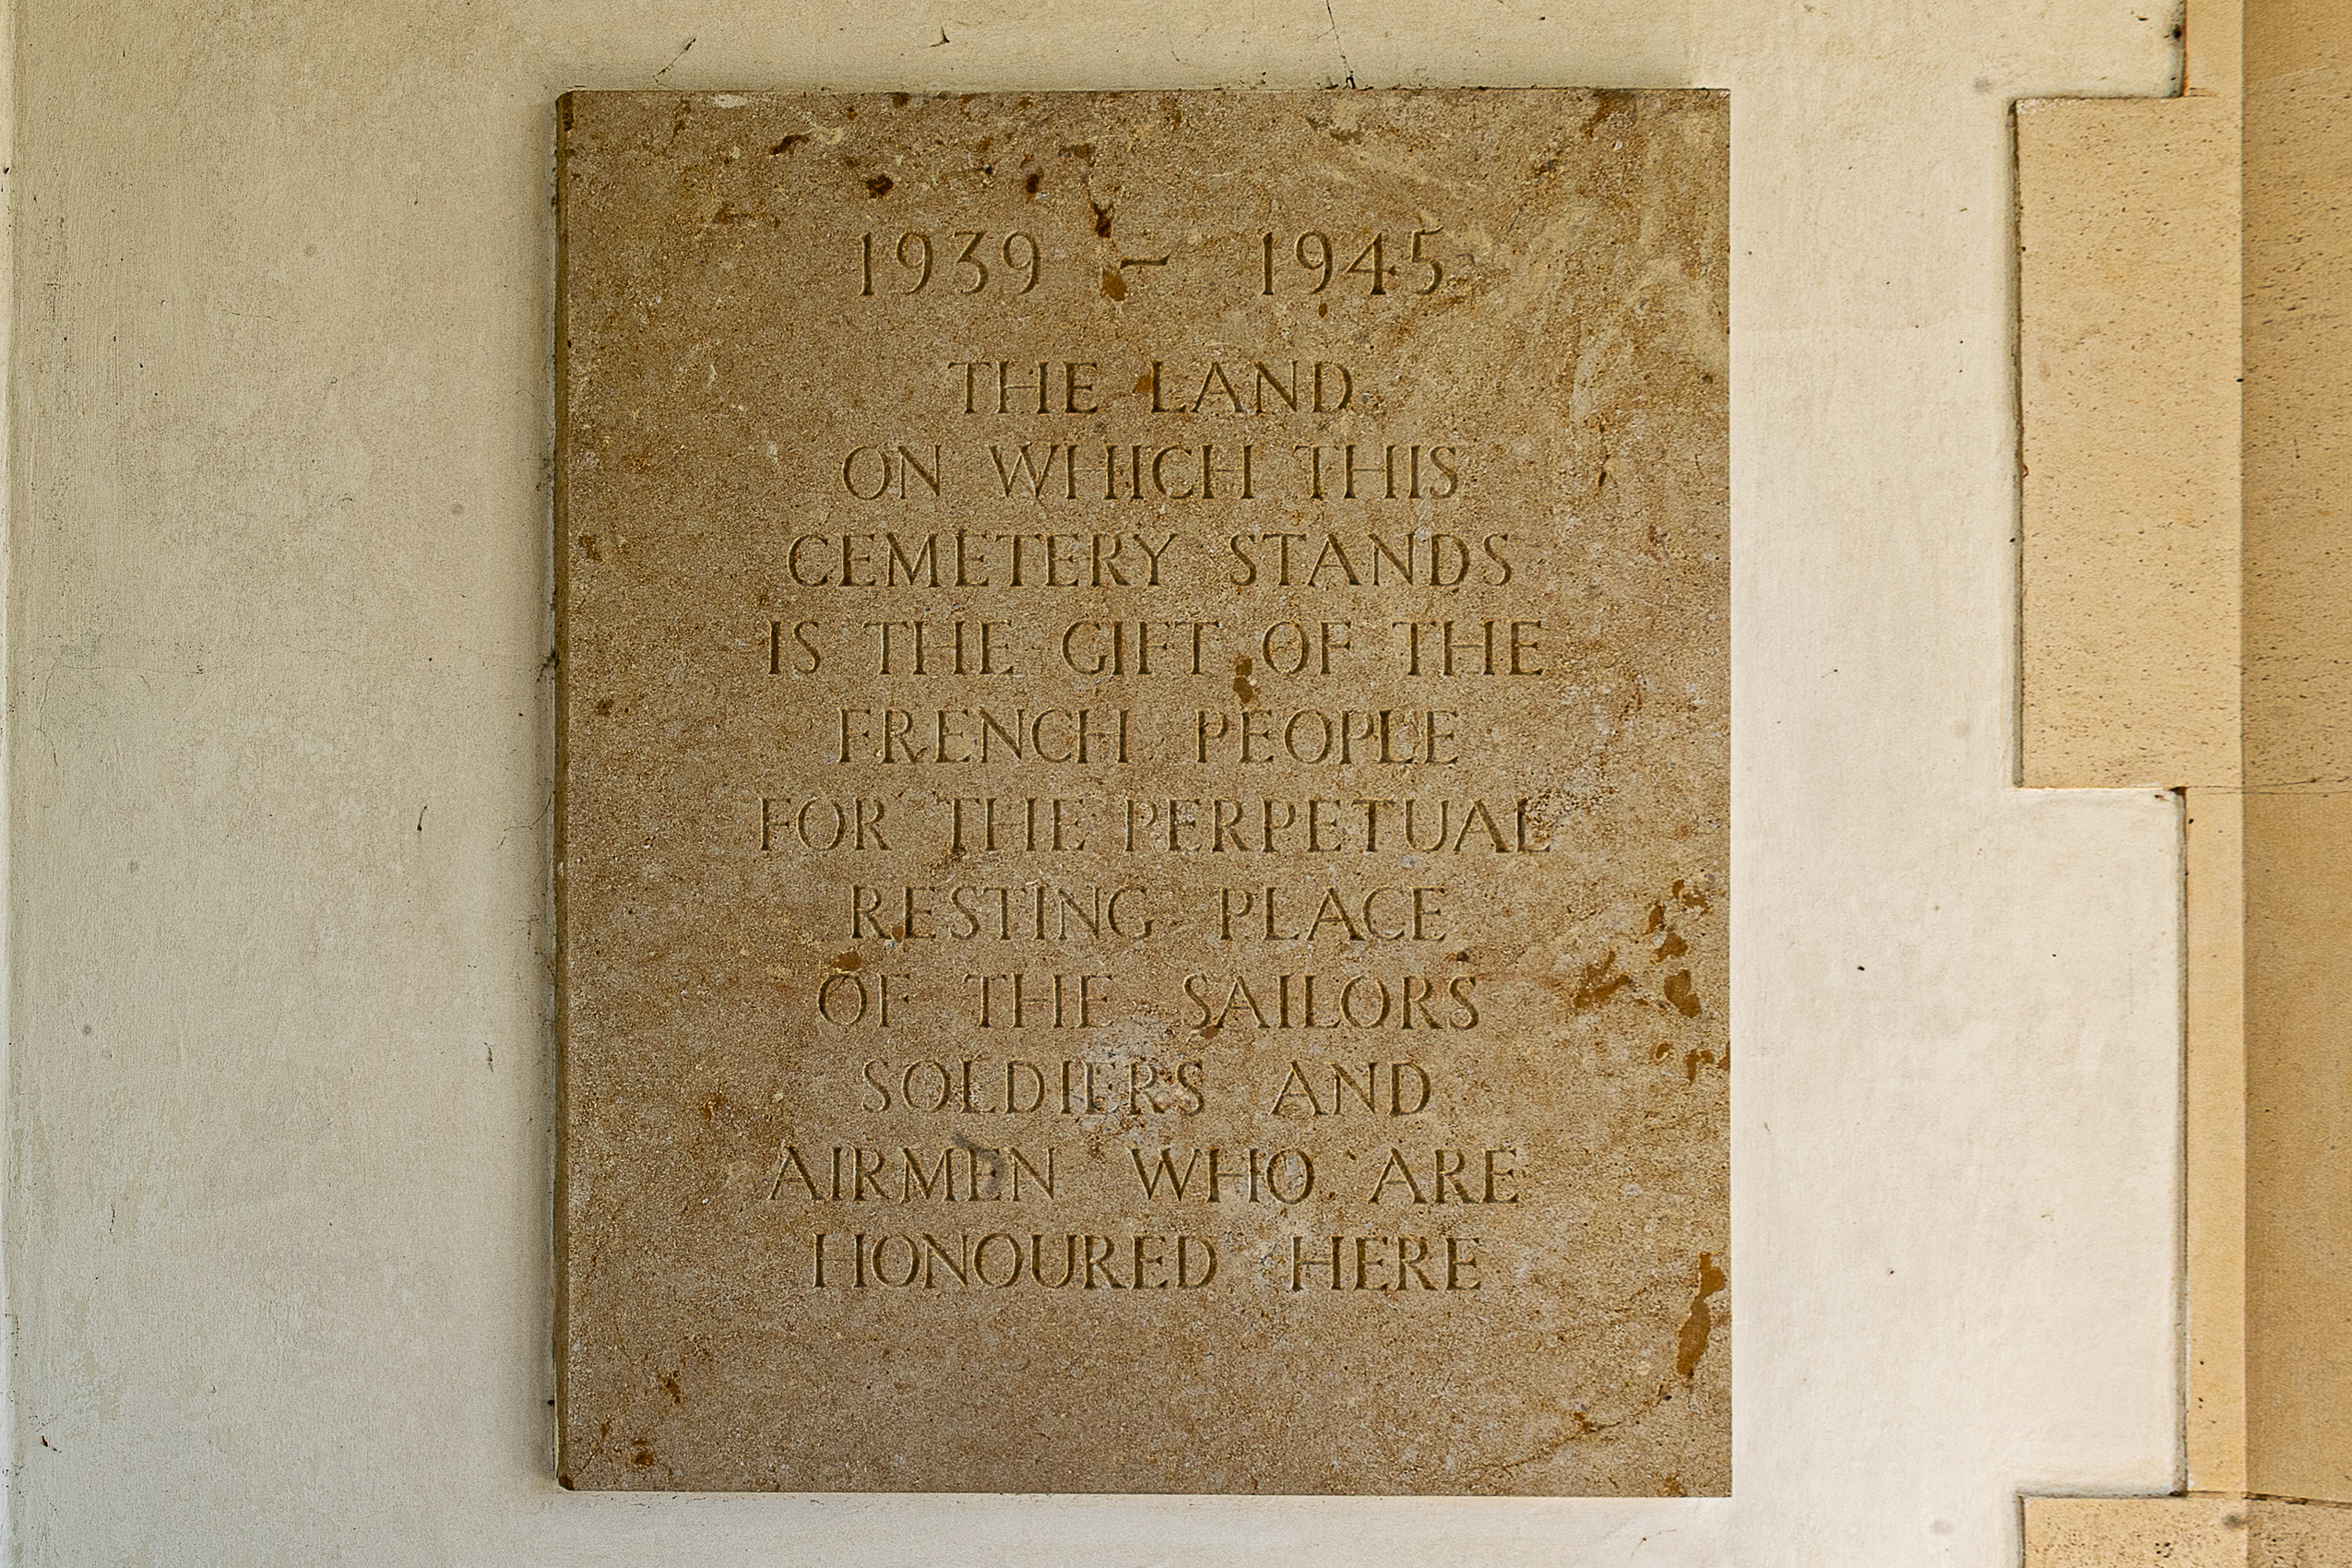 1939 - 1945
THE LAND
ON WHICH THIS
CEMETERY STANDS
IS THE GIFT OF THE
FRENCH PEOPLE
FOR THE PERPETUAL
RESTING PLACE
OF THE SAILORS
SOLDIERS AND
AIRMEN WHO ARE
HONOURED HERE